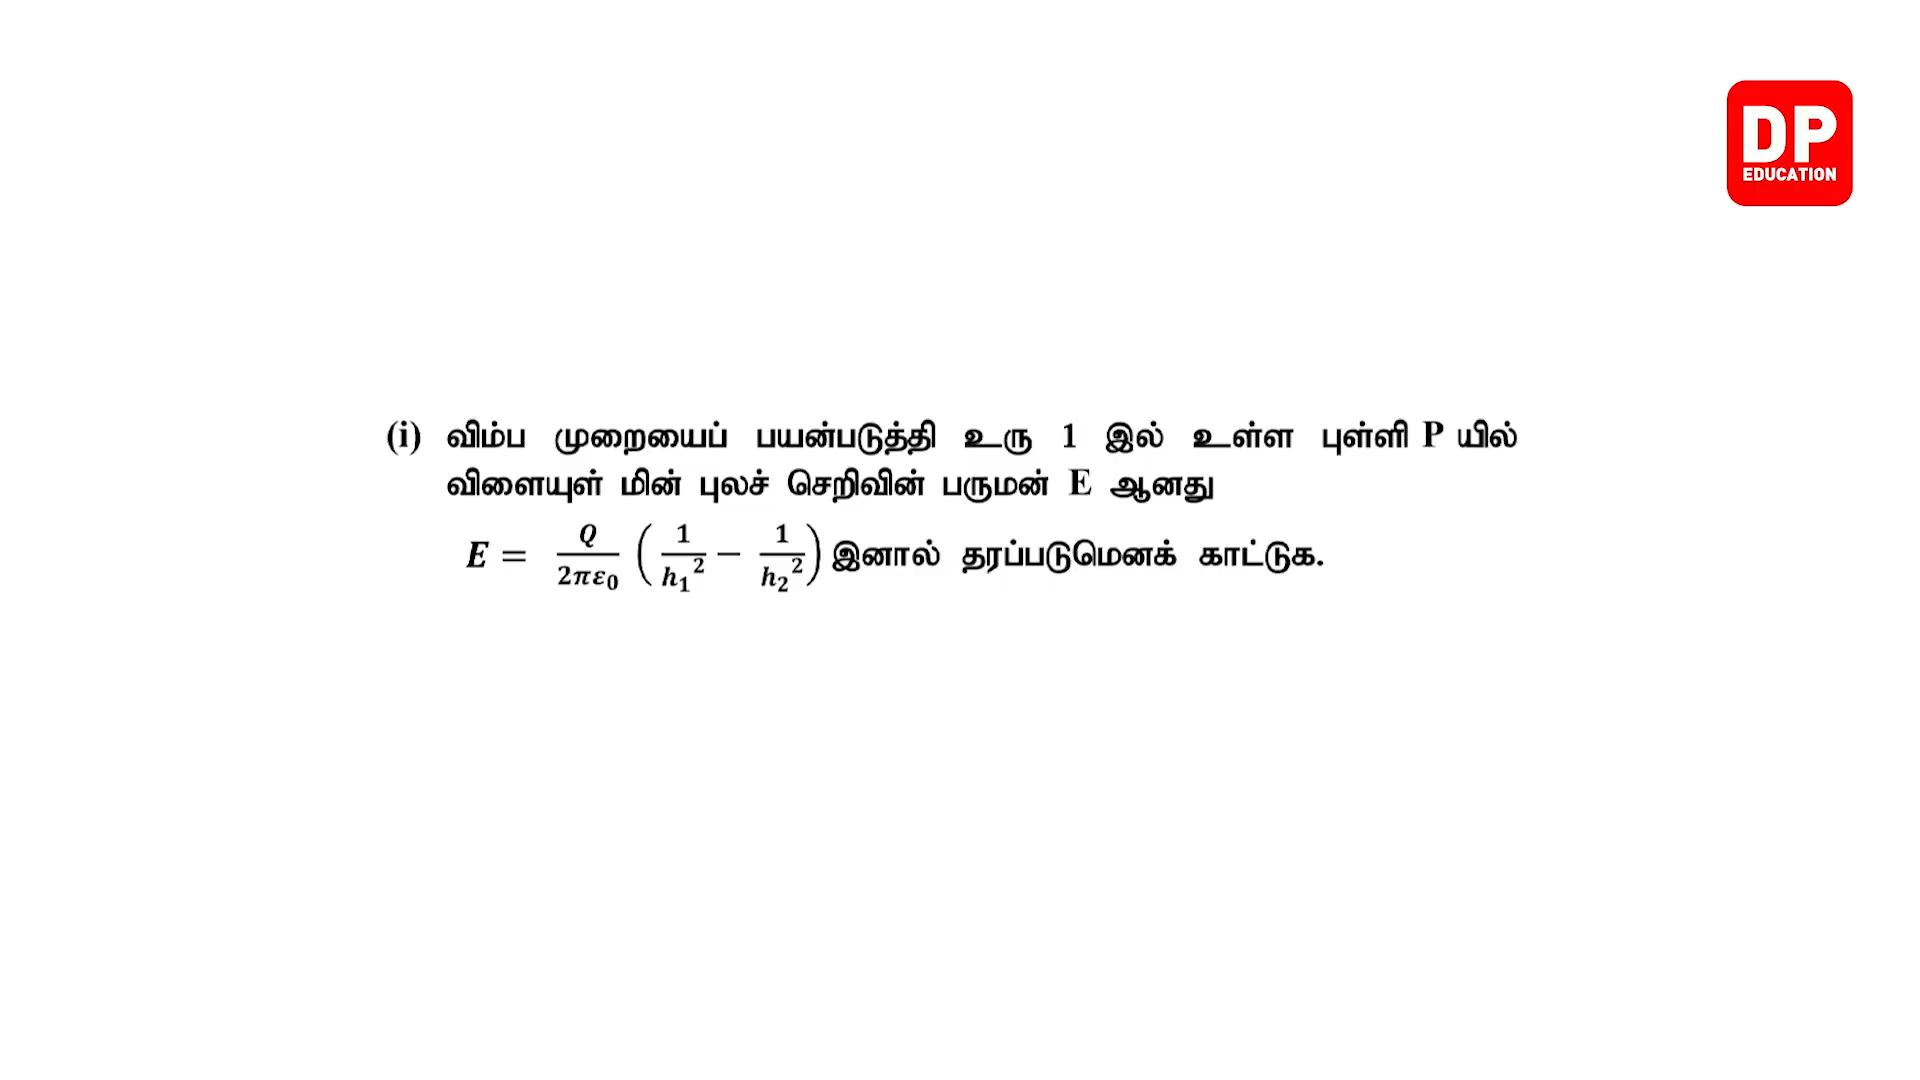 DP
EDUCATION
(i) விம்ப முறையைப் பயன்படுத்தி உரு 1 இல் உள்ள புள்ளி P யில்
விளையுள் மின் புலச் செறிவின் பருமன் E ஆனது
E = Q/2πε₀ (1/h₁² − 1/h₂²) இனால் தரப்படுமெனக் காட்டுக.